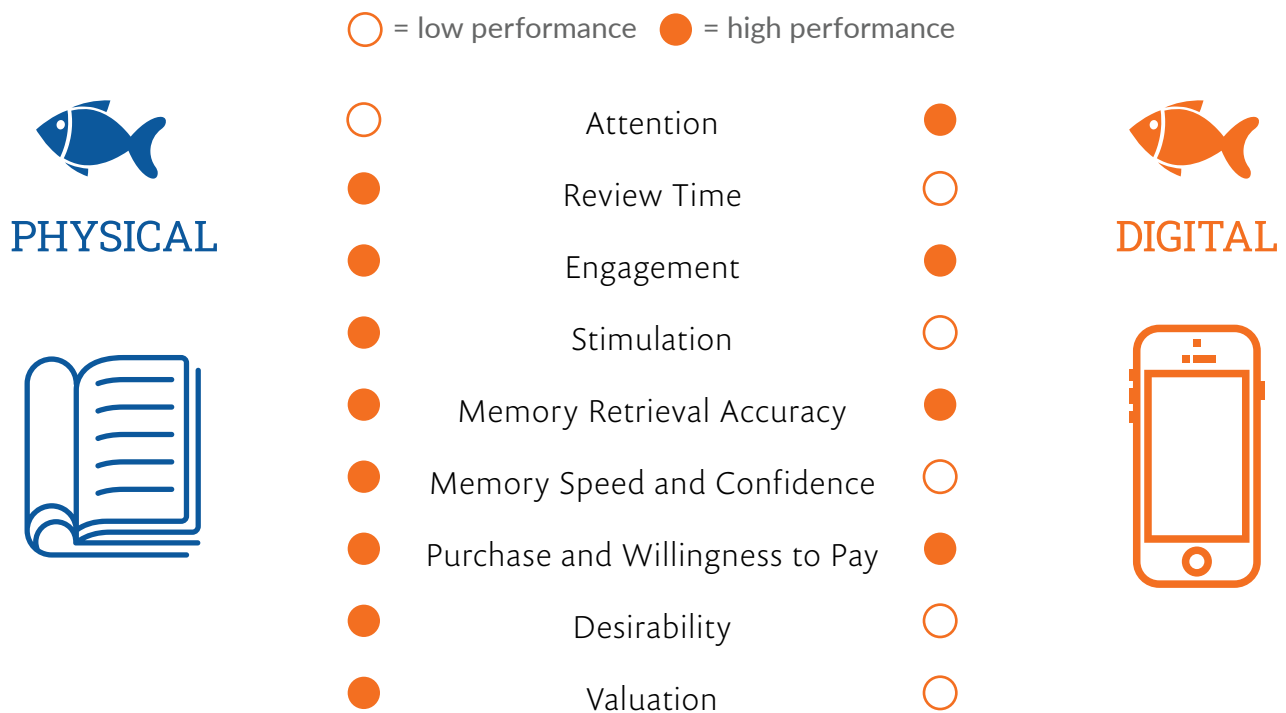 = low performance = high performance
Attention
Review Time
PHYSICAL
DIGITAL
Engagement
Stimulation
Memory Retrieval Accuracy
Memory Speed and Confidence
Purchase and Willingness to Pay
Desirability
Valuation